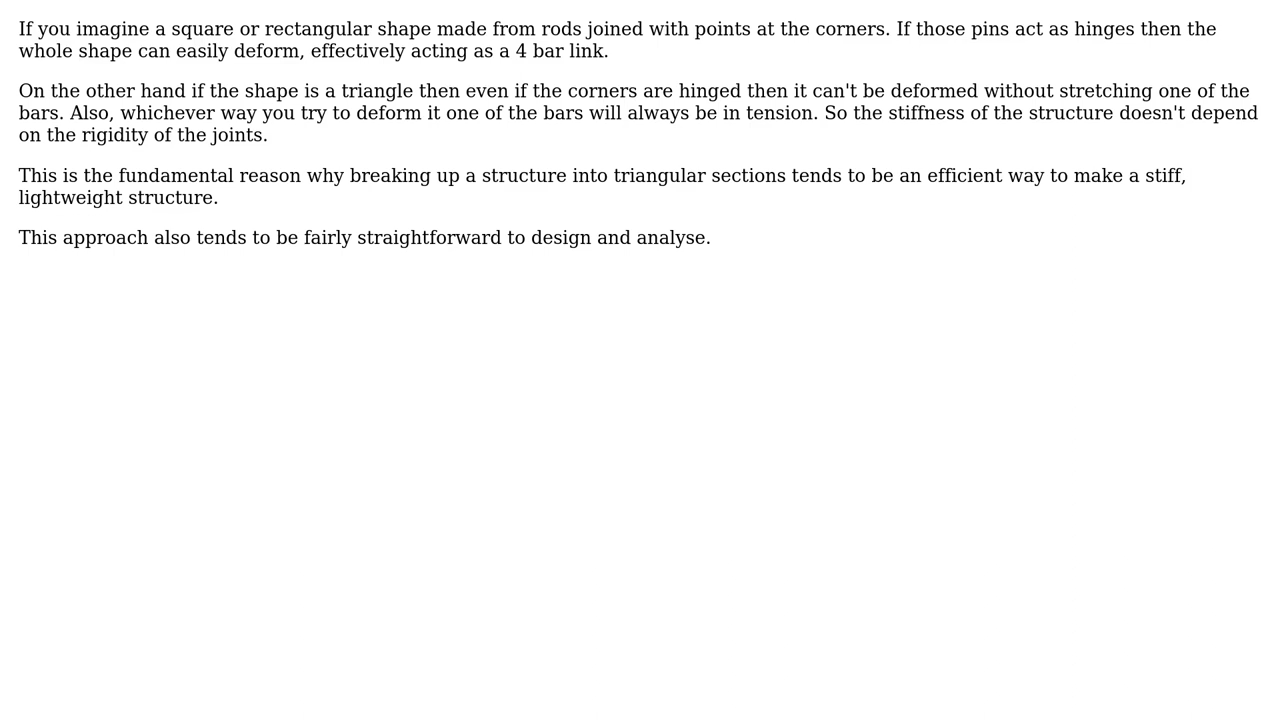 If you imagine a square or rectangular shape made from rods joined with points at the corners. If those pins act as hinges then the
whole shape can easily deform, effectively acting as a 4 bar link.
On the other hand if the shape is a triangle then even if the corners are hinged then it can't be deformed without stretching one of the
bars. Also, whichever way you try to deform it one of the bars will always be in tension. So the stiffness of the structure doesn't depend
on the rigidity of the joints.
This is the fundamental reason why breaking up a structure into triangular sections tends to be an efficient way to make a stiff,
lightweight structure.
This approach also tends to be fairly straightforward to design and analyse.